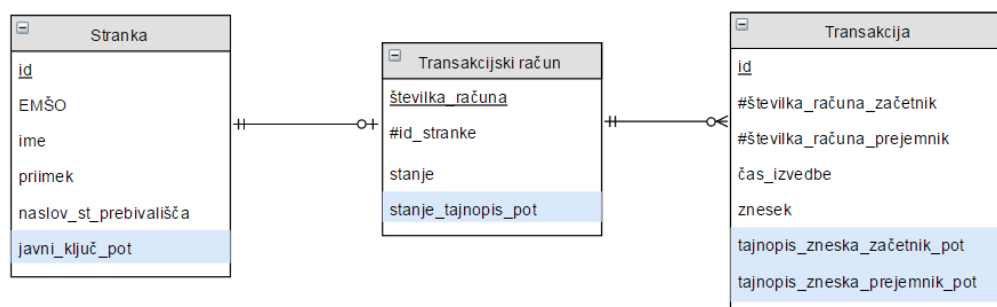 Stranka
id
EMŠO
ime
priimek
naslov_st_prebivališča
javni_ključ_pot
Transakcijski račun
številka_računa
#id_stranke
stanje
stanje_tajnopis_pot
Transakcija
id
#številka_računa_začetnik
#številka_računa_prejemnik
čas_izvedbe
znesek
tajnopis_zneska_začetnik_pot
tajnopis_zneska_prejemnik_pot